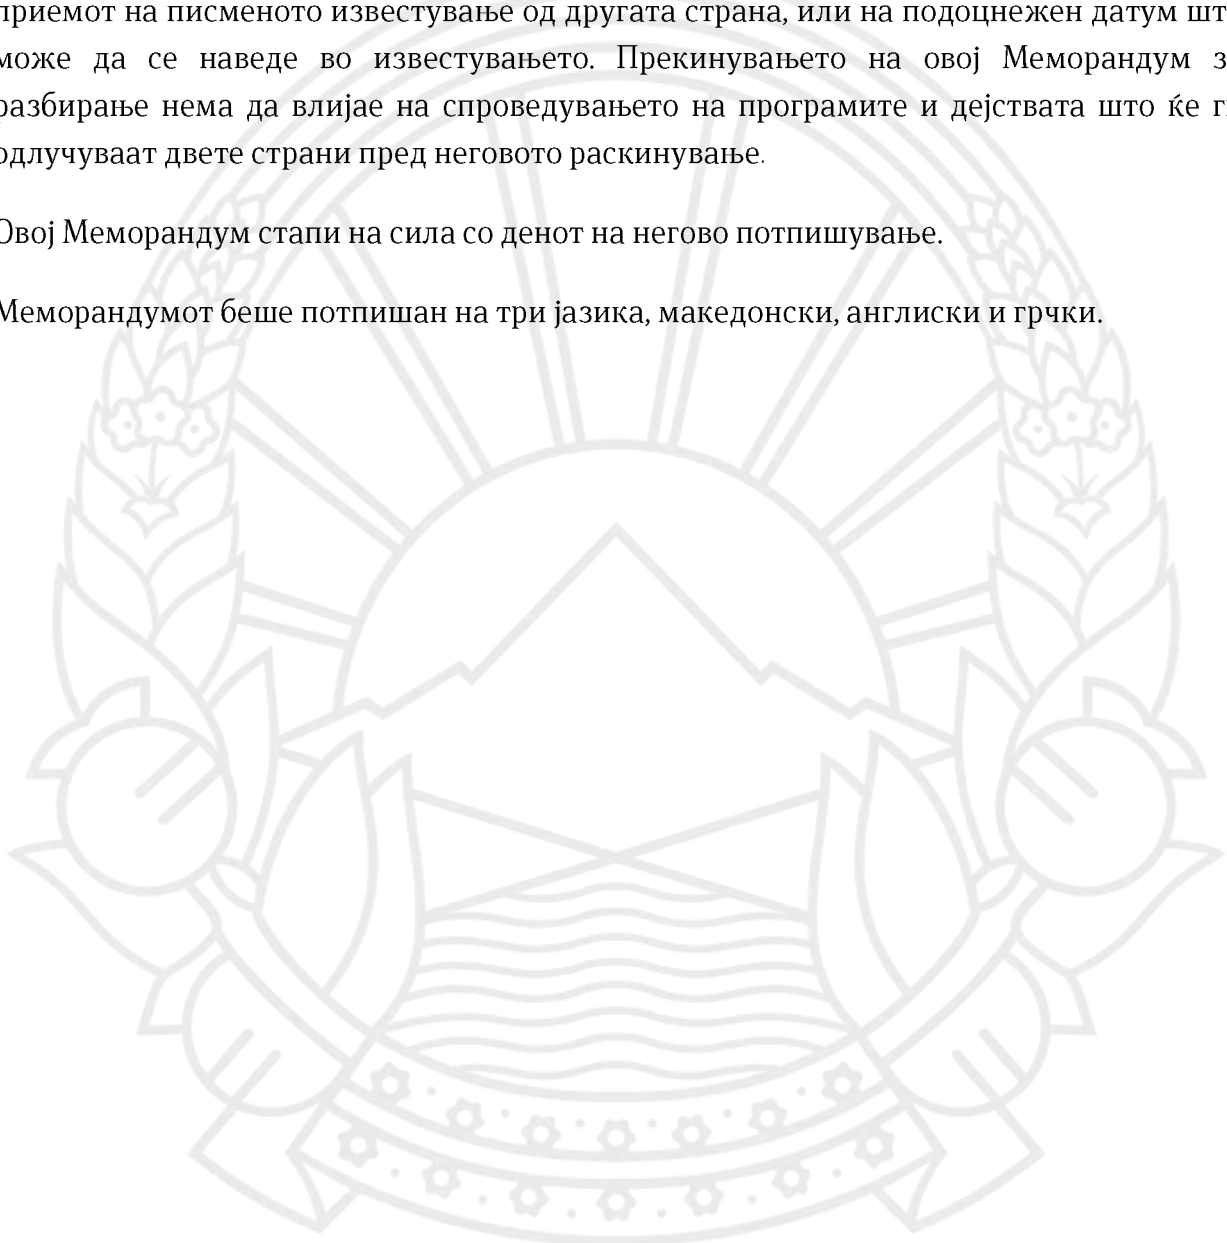 приемот на писменото известување од другата страна, или на подоцнежен датум шт
може да се наведе во известувањето. Прекинувањето на овој Меморандум з
разбирање нема да влијае на спроведувањето на програмите и дејствата што ќе г
одлучуваат двете страни пред неговото раскинување.
Овој Меморандум стапи на сила со денот на негово потпишување.
Меморандумот беше потпишан на три јазика, македонски, англиски и грчки.